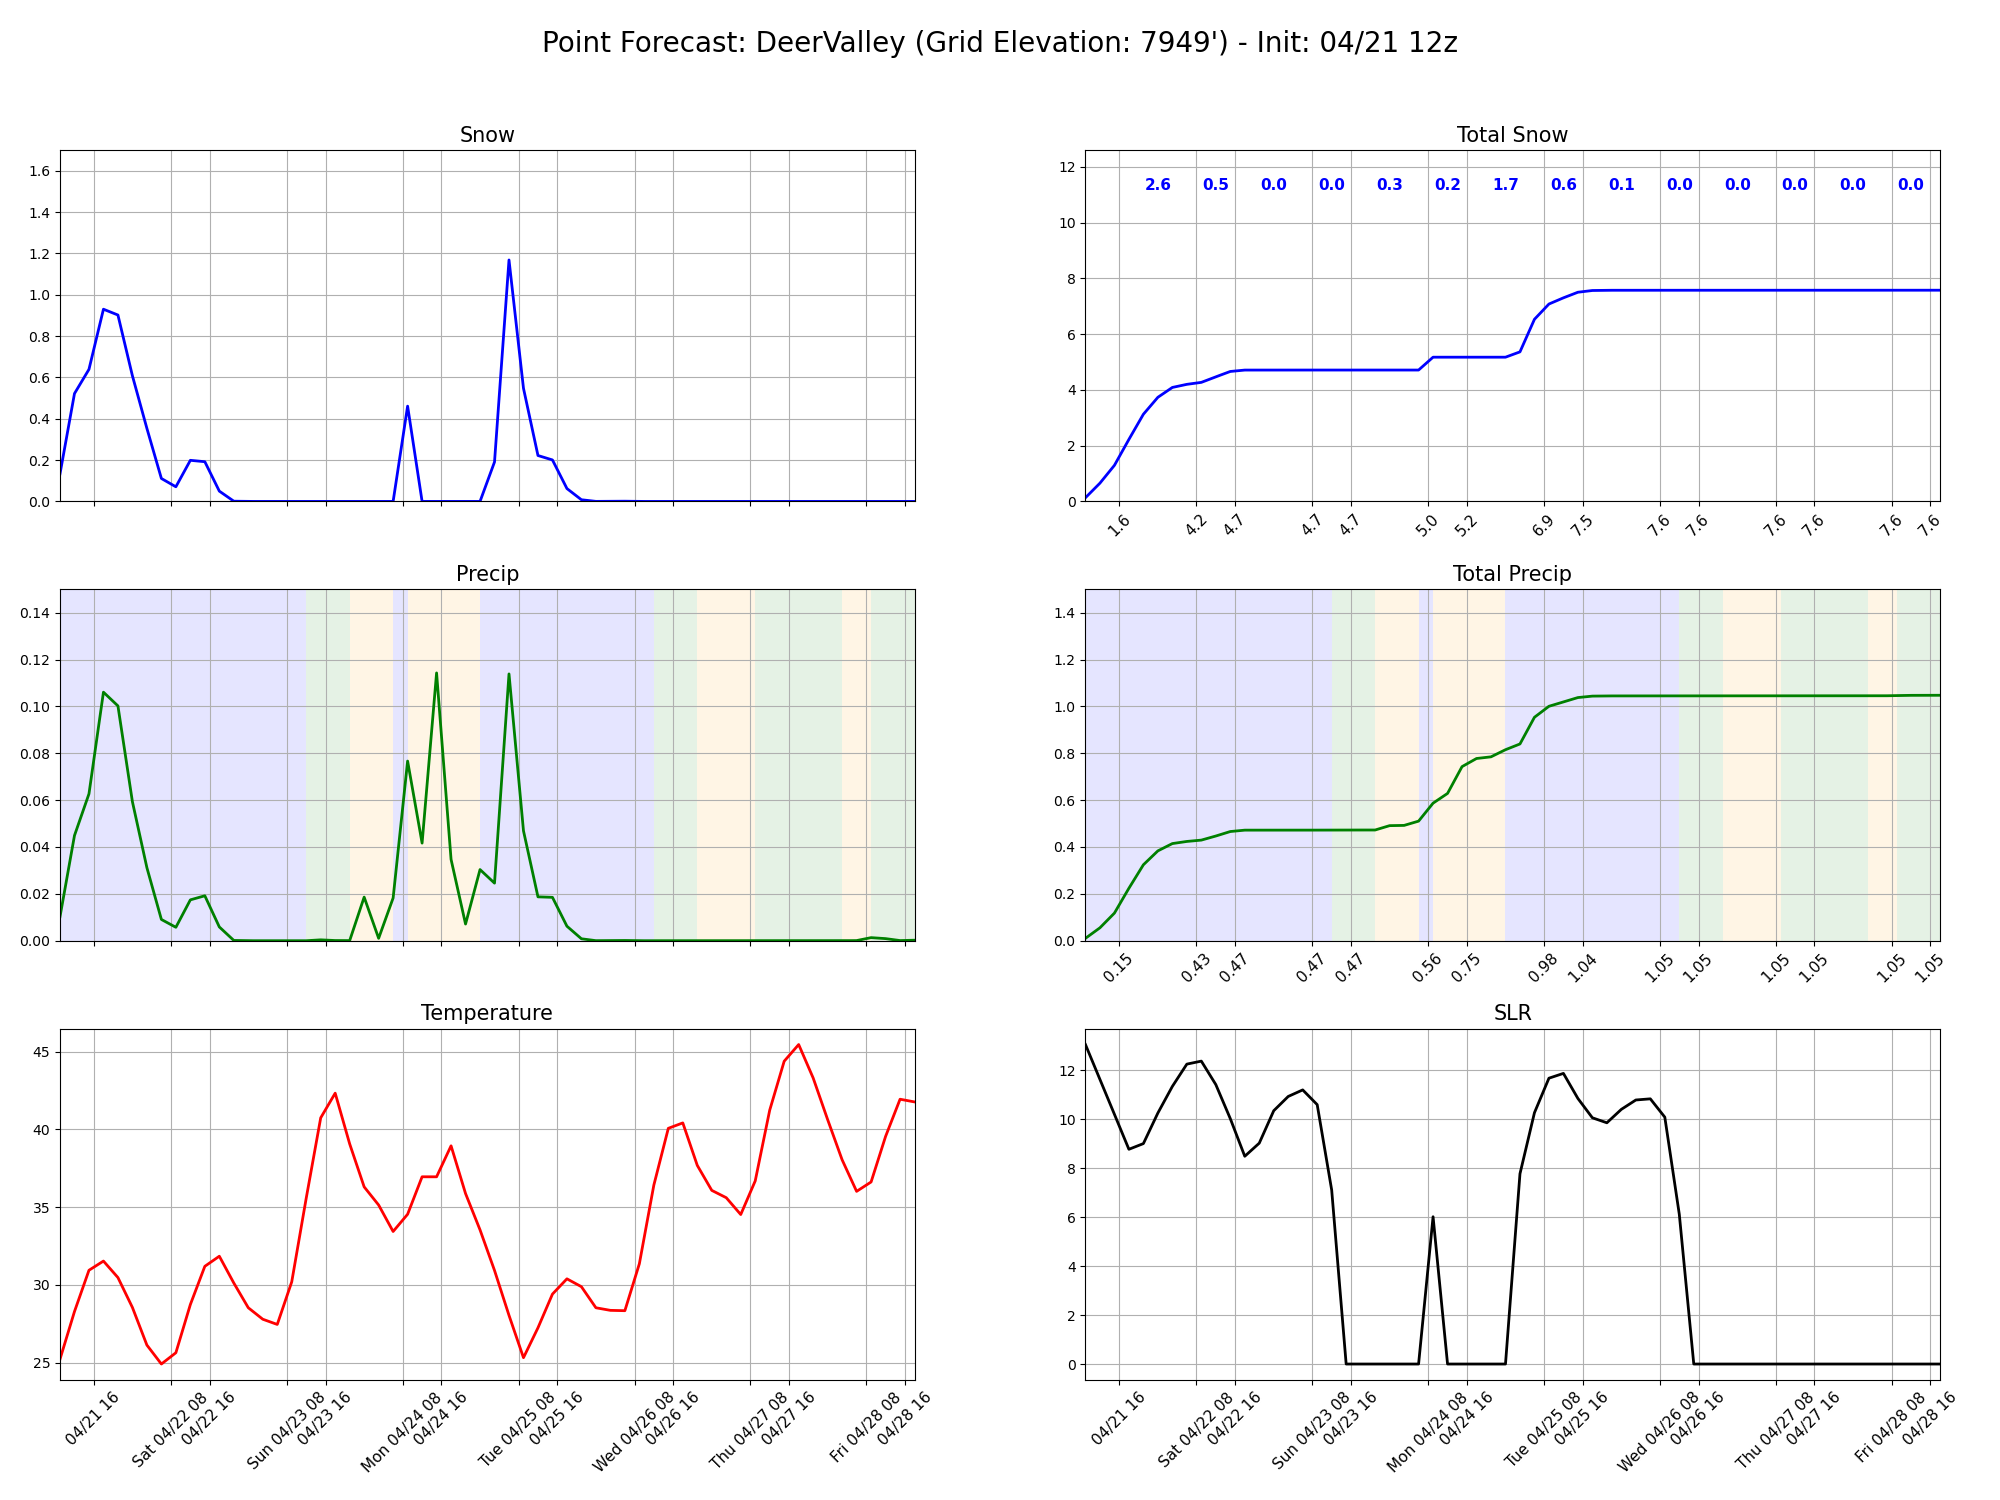 Point Forecast: DeerValley (Grid Elevation: 7949') - Init: 04/21 12z
Snow
1.6
1.4
1.2
1.0
0.8
0.6
0.4
0.2
0.0
Total Snow
12
10
8
6
4
2
0
2.6 0.5 0.0 0.0 0.3 0.2 1.7 0.6 0.1 0.0 0.0 0.0 0.0 0.0
1.6 4.2 4.7 4.7 4.7 5.0 5.2 6.9 7.5 7.6 7.6 7.6 7.6 7.6 7.6
Precip
0.14
0.12
0.10
0.08
0.06
0.04
0.02
0.00
Total Precip
1.4
1.2
1.0
0.8
0.6
0.4
0.2
0.0
0.15 0.43 0.47 0.47 0.47 0.56 0.75 0.98 1.04 1.05 1.05 1.05 1.05 1.05 1.05
Temperature
45
40
35
30
25
04/21 16
Sat 04/22 08
04/22 16
Sun 04/23 08
04/23 16
Mon 04/24 08
04/24 16
Tue 04/25 08
04/25 16
Wed 04/26 08
04/26 16
Thu 04/27 08
04/27 16
Fri 04/28 08
04/28 16
SLR
12
10
8
6
4
2
0
04/21 16
Sat 04/22 08
04/22 16
Sun 04/23 08
04/23 16
Mon 04/24 08
04/24 16
Tue 04/25 08
04/25 16
Wed 04/26 08
04/26 16
Thu 04/27 08
04/27 16
Fri 04/28 08
04/28 16